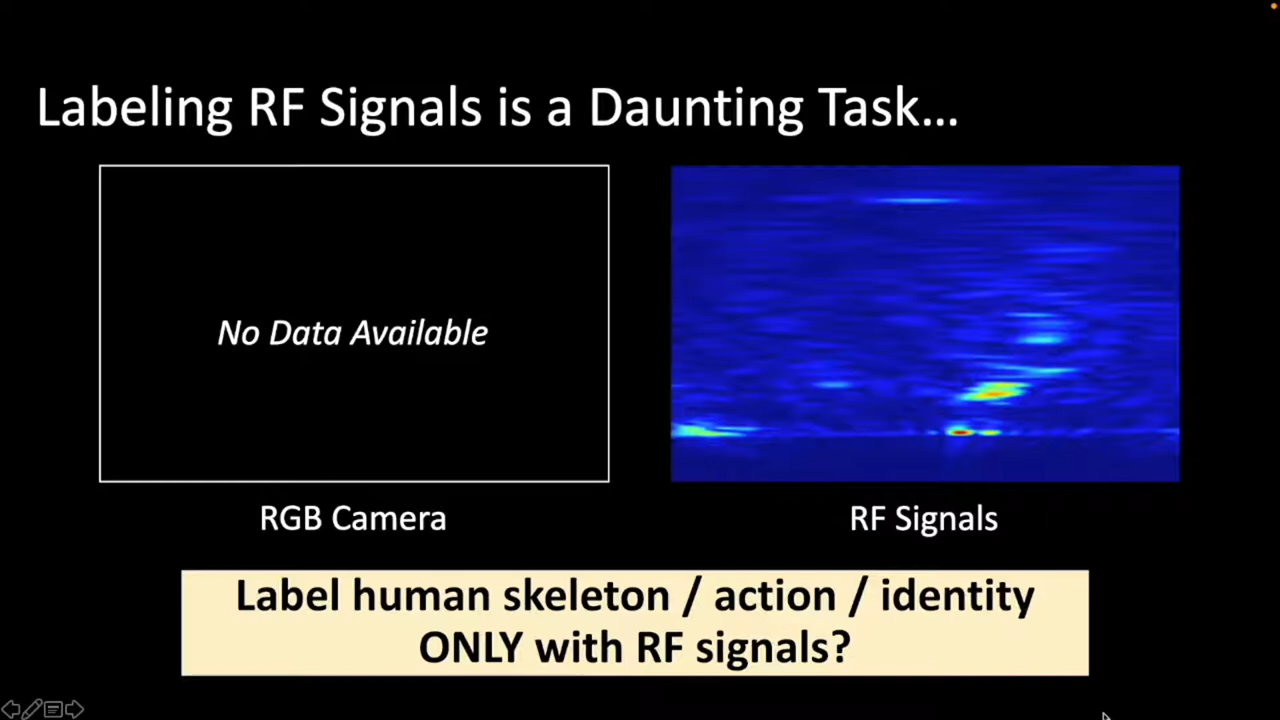 Labeling RF Signals is a Daunting Task...
No Data Available
RGB Camera
RF Signals
Label human skeleton / action / identity
ONLY with RF signals?